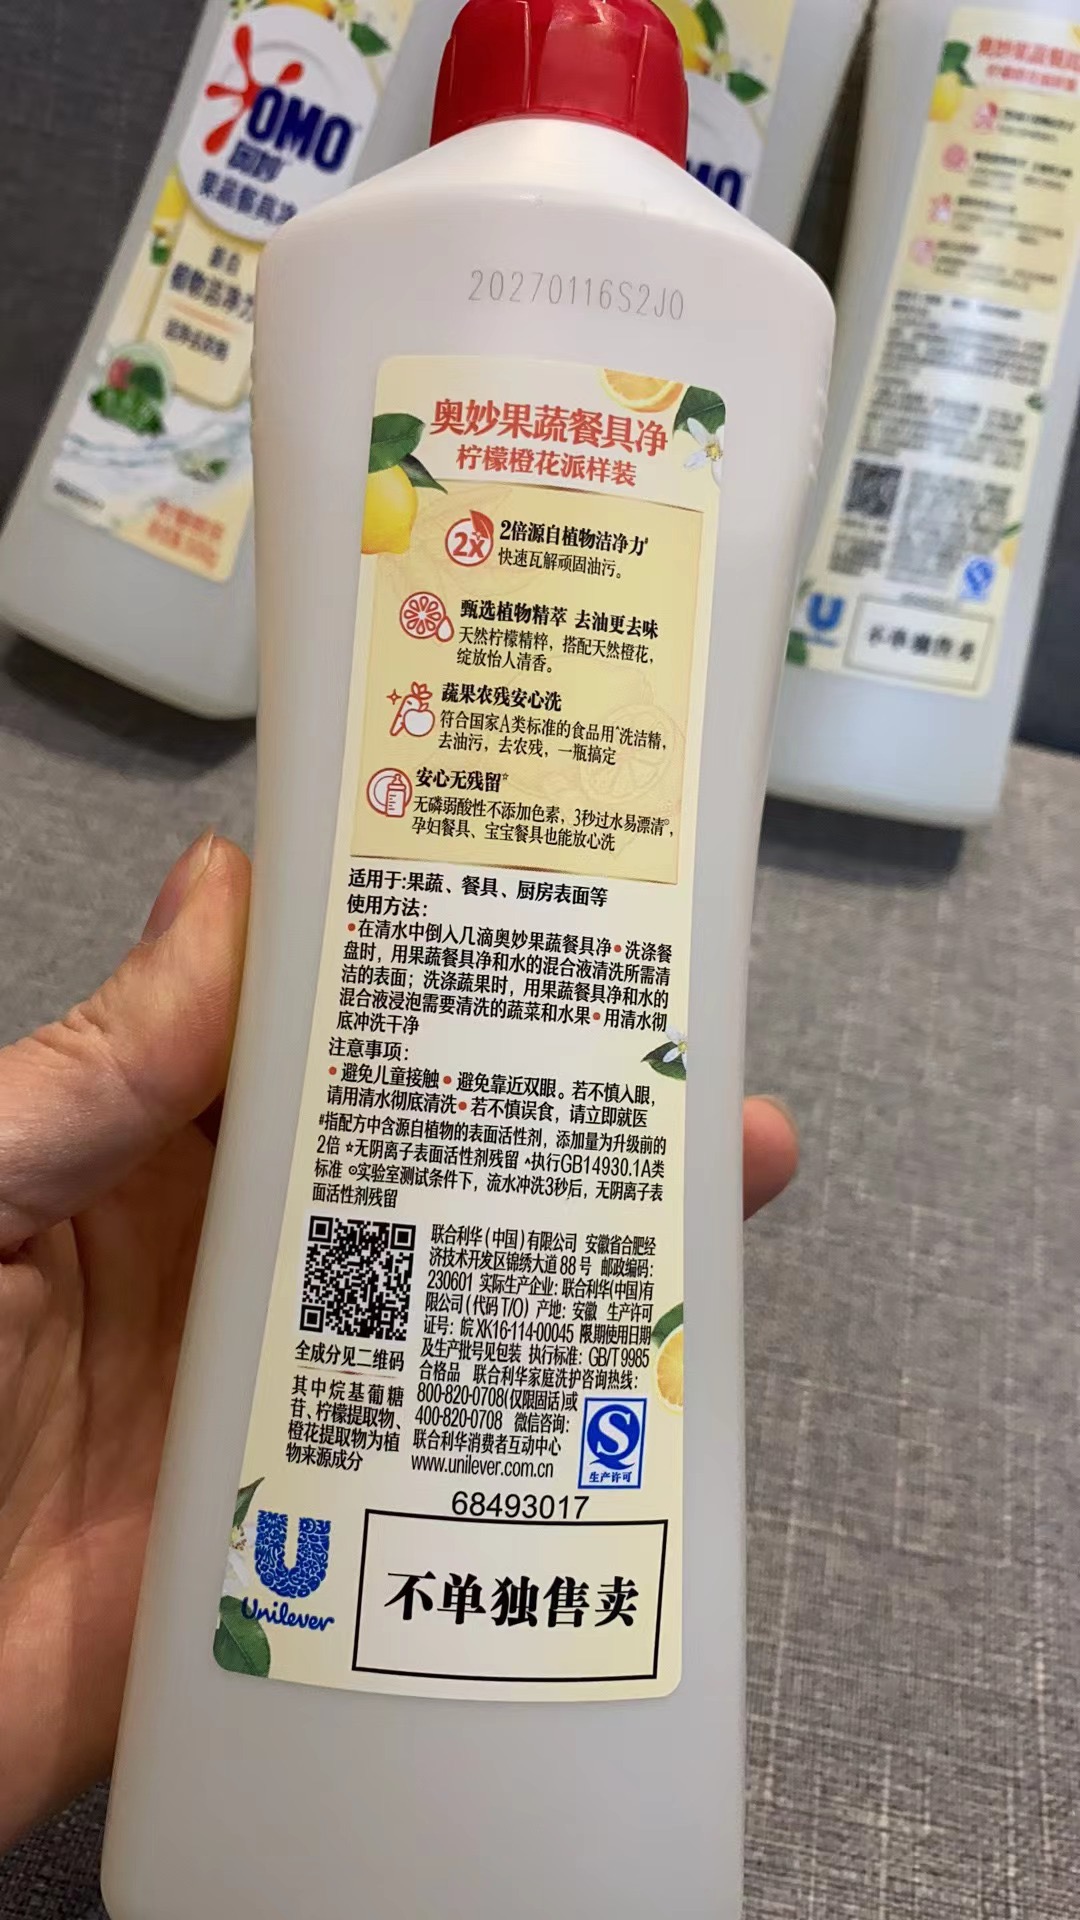 OMO
奥妙
果蔬餐具净
植物洁净力
20270116S2J0
奥妙果蔬餐具净
柠檬橙花派样装
2X
2倍源自植物洁净力#
快速瓦解顽固油污。
甄选植物精萃 去油更去味
天然柠檬精粹，搭配天然橙花，
绽放怡人清香。
蔬果农残安心洗
符合国家A类标准的食品用^洗洁精，
去油污，去农残，一瓶搞定
安心无残留☆
无磷弱酸性不添加色素，3秒过水易漂清⊙，
孕妇餐具、宝宝餐具也能放心洗
适用于:果蔬、餐具、厨房表面等
使用方法：
•在清水中倒入几滴奥妙果蔬餐具净•洗涤餐
盘时，用果蔬餐具净和水的混合液清洗所需清
洁的表面；洗涤蔬果时，用果蔬餐具净和水的
混合液浸泡需要清洗的蔬菜和水果•用清水彻
底冲洗干净
注意事项：
•避免儿童接触•避免靠近双眼。若不慎入眼，
请用清水彻底清洗•若不慎误食，请立即就医
#指配方中含源自植物的表面活性剂，添加量为升级前的
2倍 ☆无阴离子表面活性剂残留 ^执行GB14930.1A类
标准 ⊙实验室测试条件下，流水冲洗3秒后，无阴离子表
面活性剂残留
全成分见二维码
其中烷基葡糖
苷、柠檬提取物、
橙花提取物为植
物来源成分
联合利华(中国)有限公司 安徽省合肥经
济技术开发区锦绣大道88号 邮政编码：
230601 实际生产企业：联合利华(中国)有
限公司(代码T/O) 产地：安徽 生产许可
证号：皖XK16-114-00045 限期使用日期
及生产批号见包装 执行标准：GB/T 9985
合格品 联合利华家庭洗护咨询热线：
800-820-0708(仅限固话)或
400-820-0708 微信咨询：
联合利华消费者互动中心
www.unilever.com.cn
生产许可
68493017
Unilever
不单独售卖
不单独售卖